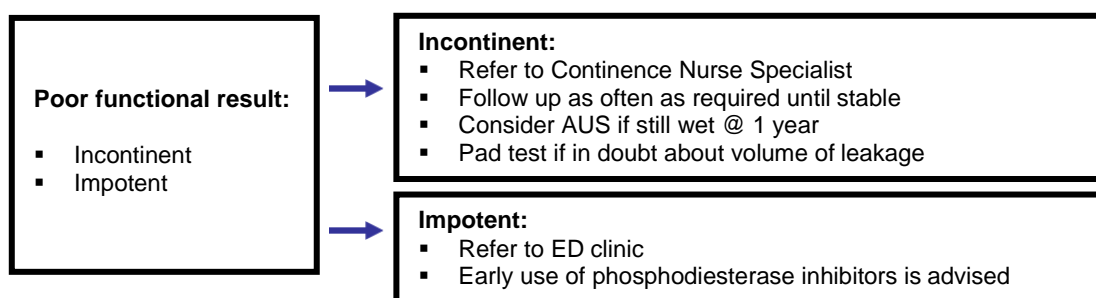 Poor functional result:
▪ Incontinent
▪ Impotent
Incontinent:
▪ Refer to Continence Nurse Specialist
▪ Follow up as often as required until stable
▪ Consider AUS if still wet @ 1 year
▪ Pad test if in doubt about volume of leakage
Impotent:
▪ Refer to ED clinic
▪ Early use of phosphodiesterase inhibitors is advised